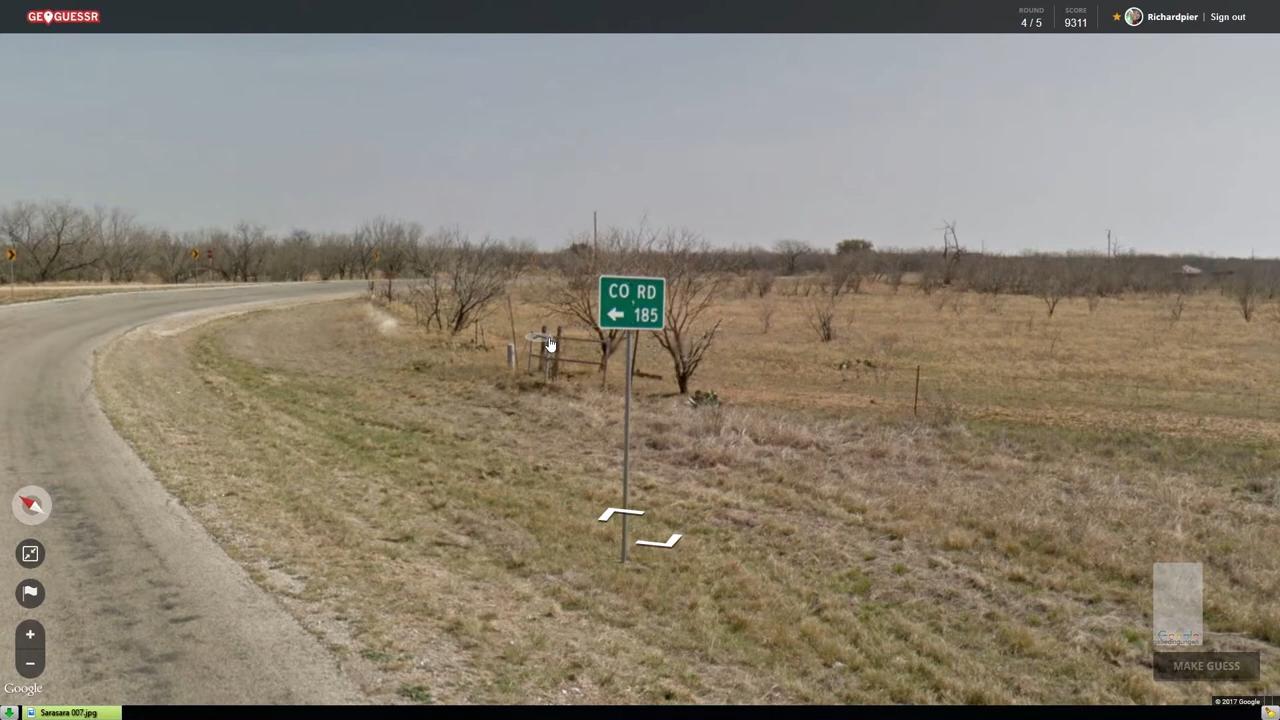 GEOGUESSR
ROUND
4 / 5
SCORE
9311
Richardpier | Sign out
CO RD
← 185
+
−
Google
Google
MAKE GUESS
© 2017 Google
Sarasara 007.jpg